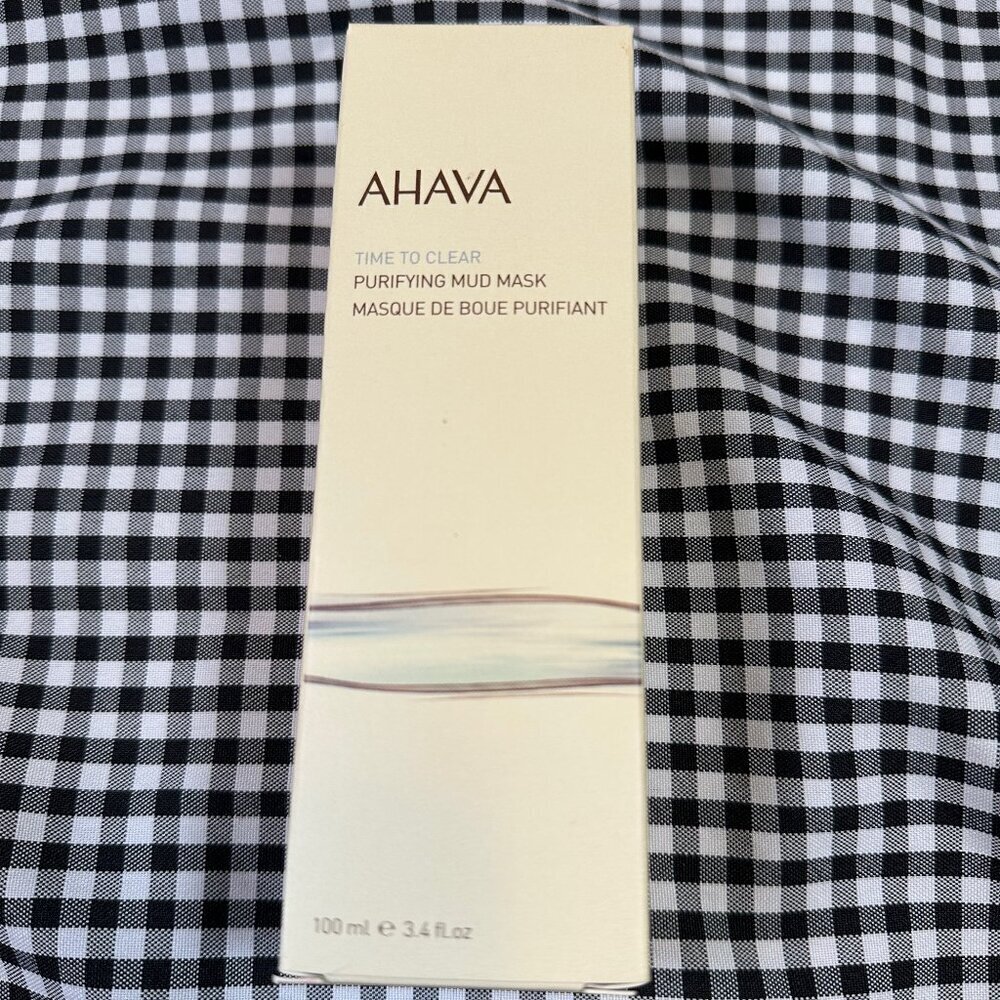 AHAVA
TIME TO CLEAR
PURIFYING MUD MASK
MASQUE DE BOUE PURIFIANT
100 ml ℮ 3.4 fl.oz